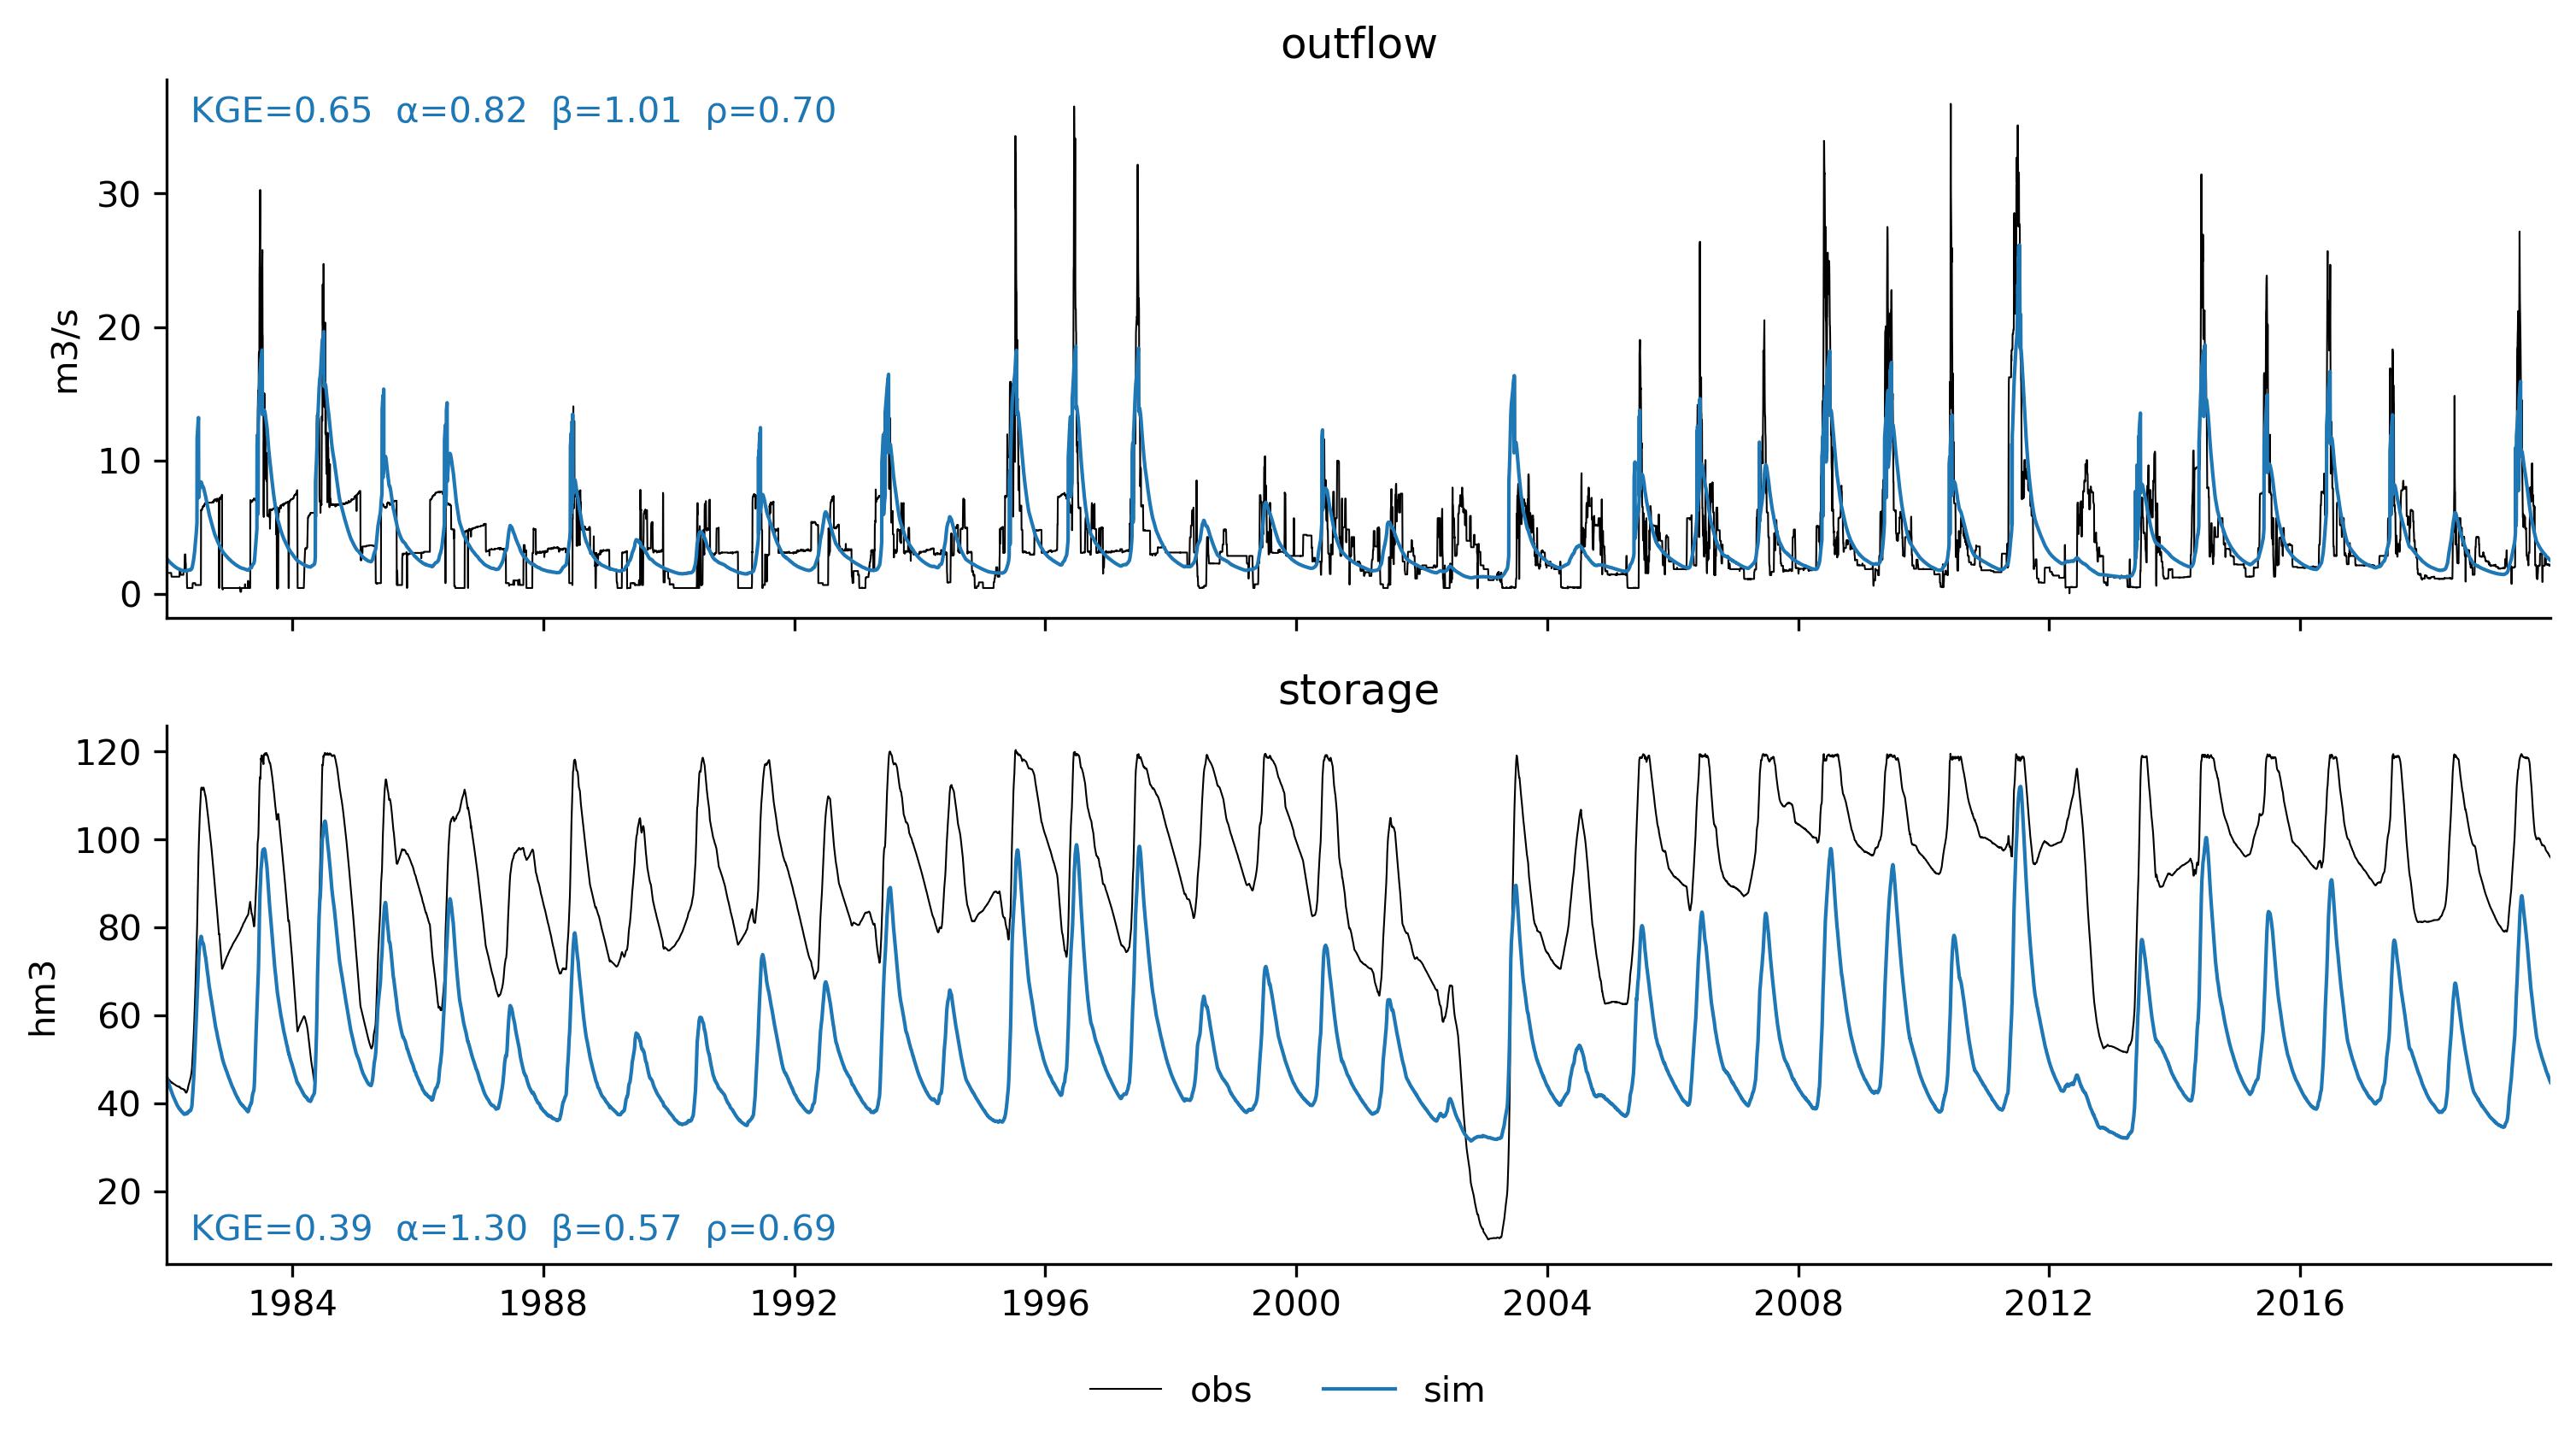 outflow
KGE=0.65 α=0.82 β=1.01 ρ=0.70
30
20
10
0
m3/s
storage
120
100
80
60
40
20
hm3
KGE=0.39 α=1.30 β=0.57 ρ=0.69
1984 1988 1992 1996 2000 2004 2008 2012 2016
obs sim